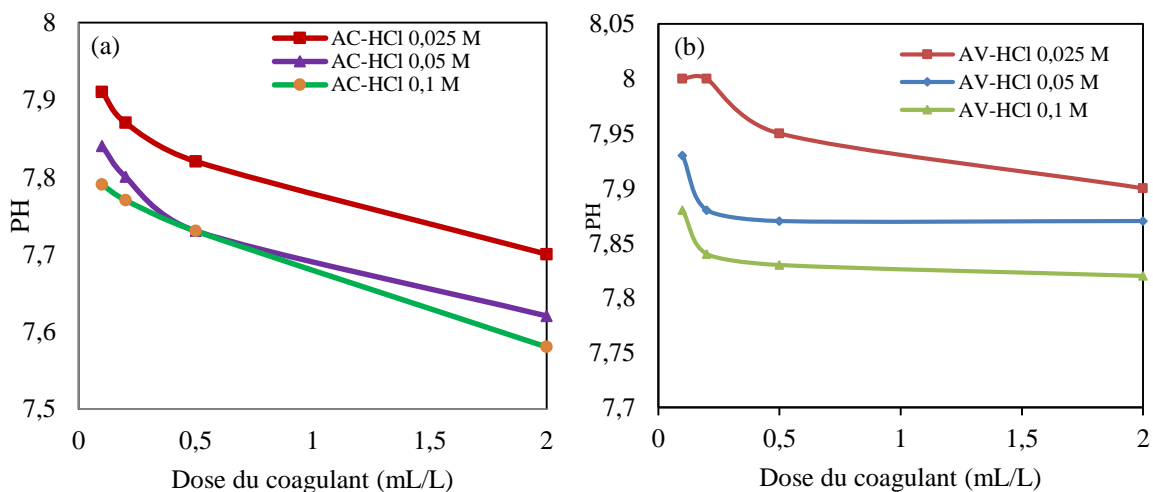 (a)
AC-HCl 0,025 M
AC-HCl 0,05 M
AC-HCl 0,1 M
8
7,9
7,8
7,7
7,6
7,5
PH
0
0,5
1
1,5
2
Dose du coagulant (mL/L)
(b)
AV-HCl 0,025 M
AV-HCl 0,05 M
AV-HCl 0,1 M
8,05
8
7,95
7,9
7,85
7,8
7,75
7,7
PH
0
0,5
1
1,5
2
Dose du coagulant (mL/L)